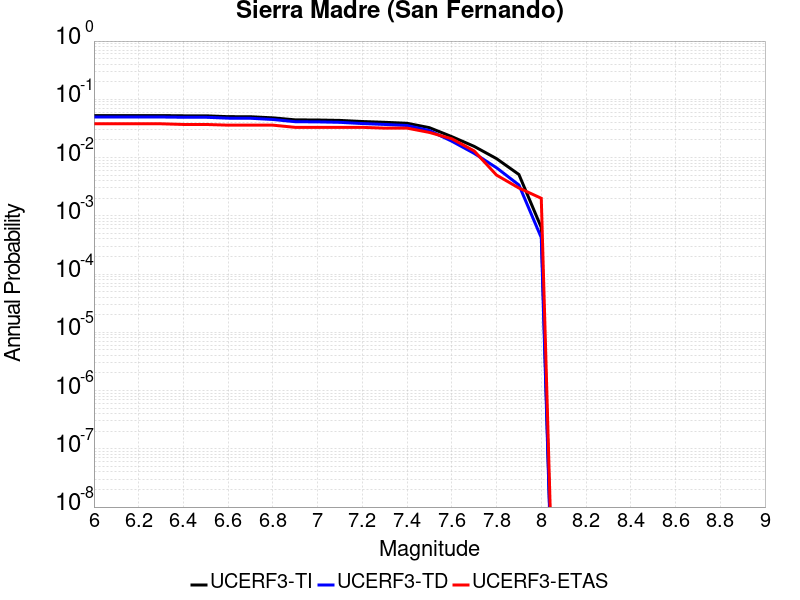 Sierra Madre (San Fernando)
10^0
10^-1
10^-2
10^-3
10^-4
10^-5
10^-6
10^-7
10^-8
Annual Probability
6 6.2 6.4 6.6 6.8 7 7.2 7.4 7.6 7.8 8 8.2 8.4 8.6 8.8 9
Magnitude
UCERF3-TI UCERF3-TD UCERF3-ETAS